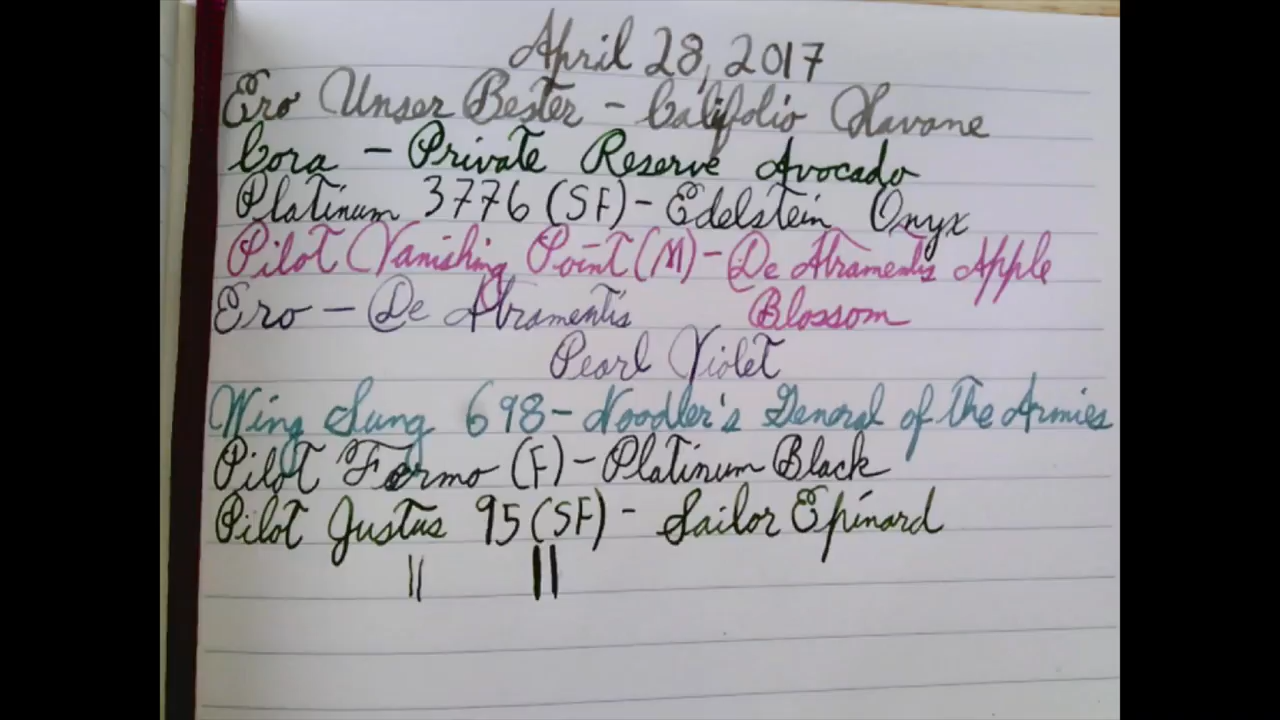 April 28, 2017
Ero Unser Bester - Califolio Havane
Cora - Private Reserve Avocado
Platinum 3776 (SF) - Edelstein Onyx
Pilot Vanishing Point (M) - De Atramentis Apple
Blossom
Ero - De Atramentis
Pearl Violet
Wing Sung 698 - Noodler's General of the Armies
Pilot Fermo (F) - Platinum Black
Pilot Justus 95 (SF) - Sailor Epinard